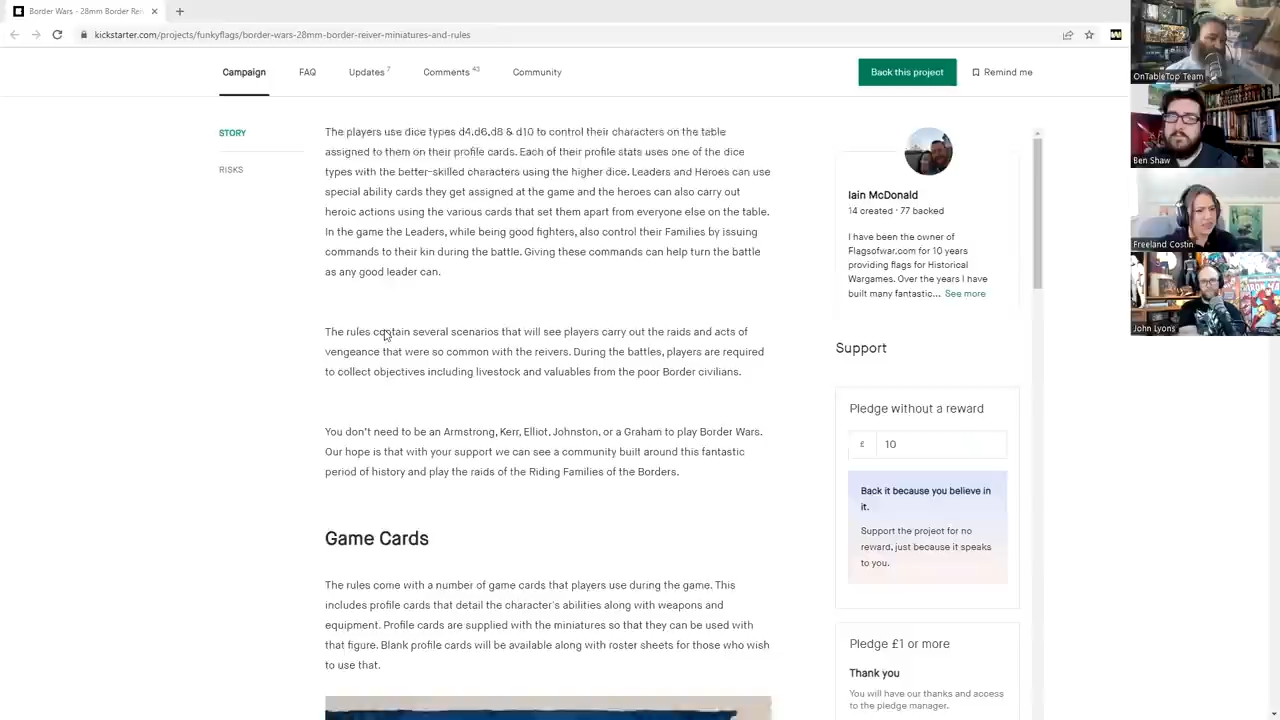 Border Wars - 28mm Border Rei
kickstarter.com/projects/funkyflags/border-wars-28mm-border-reiver-miniatures-and-rules
Campaign
FAQ
Updates 7
Comments 43
Community
Back this project
Remind me
STORY
RISKS
The players use dice types d4,d6,d8 & d10 to control their characters on the table
assigned to them on their profile cards. Each of their profile stats uses one of the dice
types with the better-skilled characters using the higher dice. Leaders and Heroes can use
special ability cards they get assigned at the game and the heroes can also carry out
heroic actions using the various cards that set them apart from everyone else on the table.
In the game the Leaders, while being good fighters, also control their Families by issuing
commands to their kin during the battle. Giving these commands can help turn the battle
as any good leader can.
The rules contain several scenarios that will see players carry out the raids and acts of
vengeance that were so common with the reivers. During the battles, players are required
to collect objectives including livestock and valuables from the poor Border civilians.
You don't need to be an Armstrong, Kerr, Elliot, Johnston, or a Graham to play Border Wars.
Our hope is that with your support we can see a community built around this fantastic
period of history and play the raids of the Riding Families of the Borders.
Game Cards
The rules come with a number of game cards that players use during the game. This
includes profile cards that detail the character's abilities along with weapons and
equipment. Profile cards are supplied with the miniatures so that they can be used with
that figure. Blank profile cards will be available along with roster sheets for those who wish
to use that.
Iain McDonald
14 created · 77 backed
I have been the owner of
Flagsofwar.com for 10 years
providing flags for Historical
Wargames. Over the years I have
built many fantastic... See more
Support
Pledge without a reward
£ 10
Back it because you believe in
it.
Support the project for no
reward, just because it speaks
to you.
Pledge £1 or more
Thank you
You will have our thanks and access
to the pledge manager.
OnTableTop Team
Ben Shaw
Freeland Costin
John Lyons